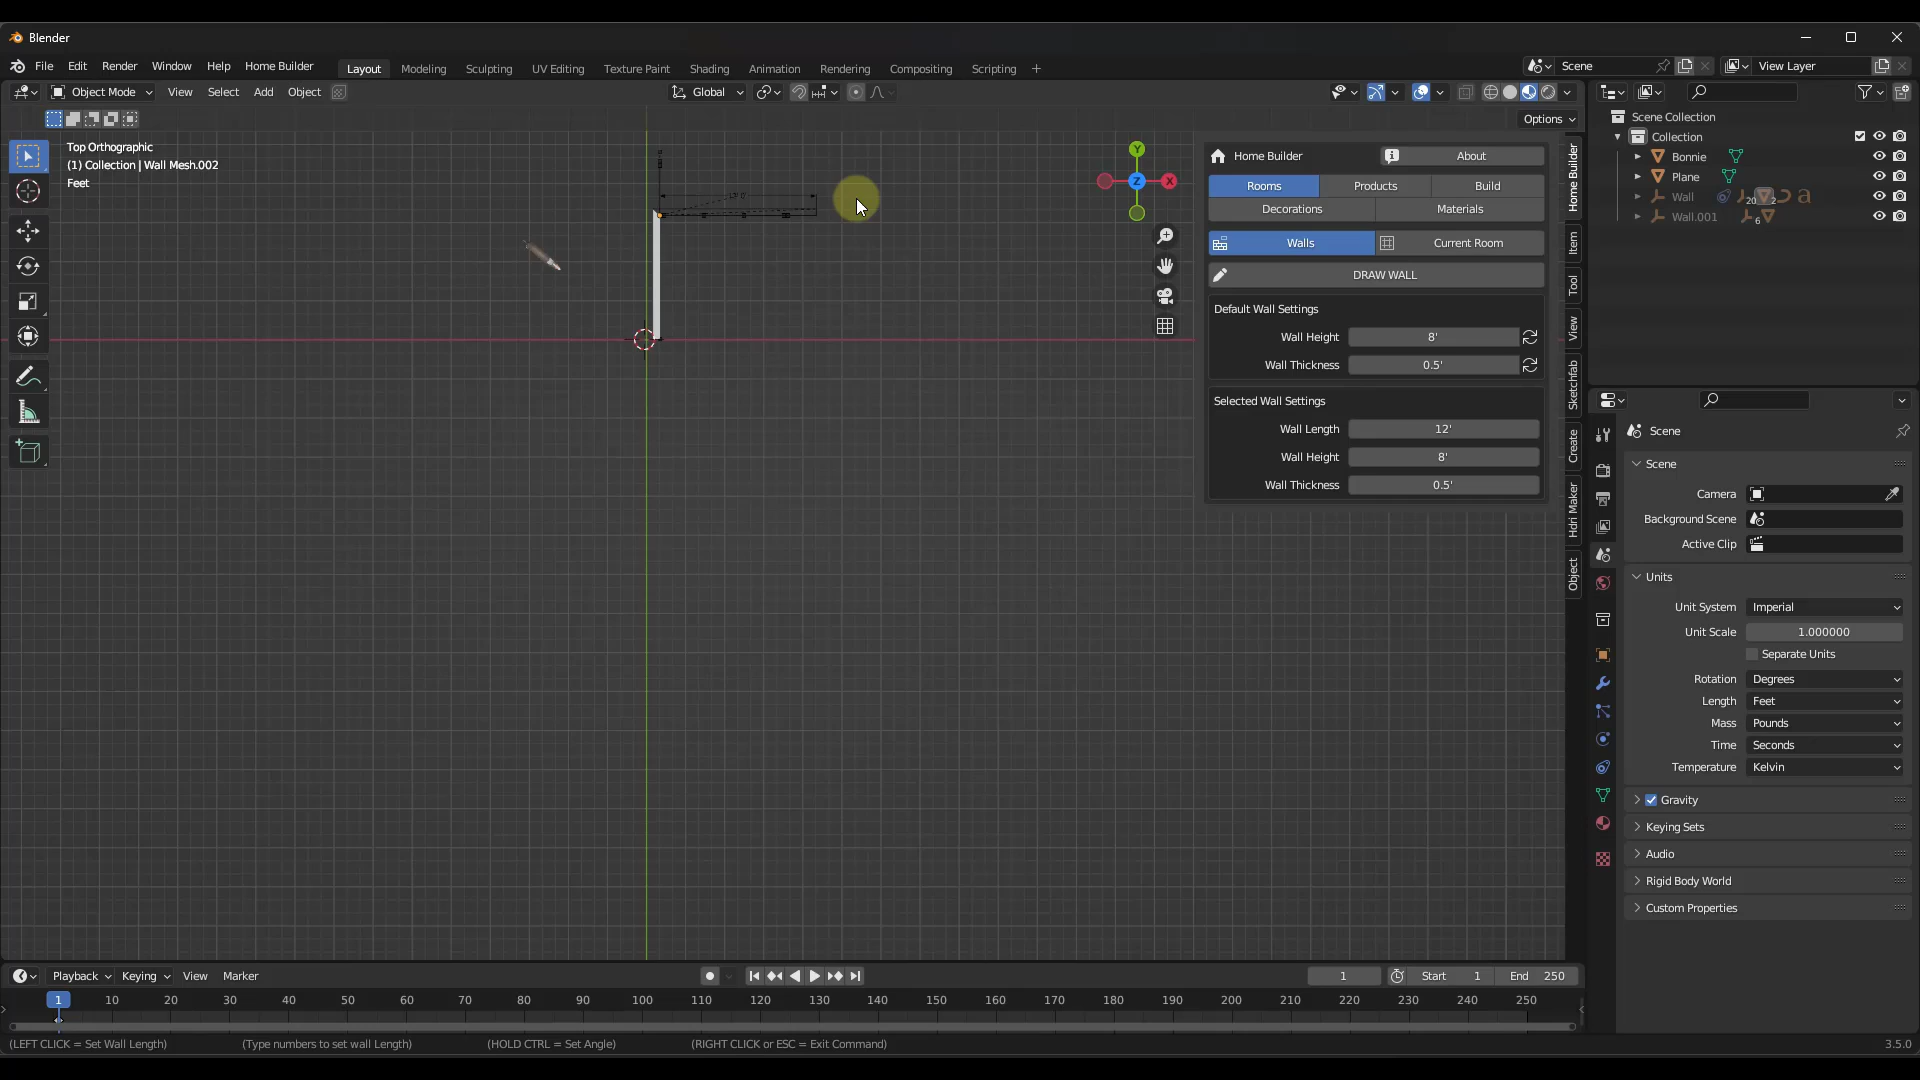 Blender
File Edit Render Window Help Home Builder
Layout Modeling Sculpting UV Editing Texture Paint Shading Animation Rendering Compositing Scripting +
Scene
View Layer
Object Mode View Select Add Object
Global
Options
Top Orthographic
(1) Collection | Wall Mesh.002
Feet
Y
X
Z
Home Builder
About
Rooms Products Build
Decorations Materials
Walls Current Room
DRAW WALL
Default Wall Settings
Wall Height 8'
Wall Thickness 0.5'
Selected Wall Settings
Wall Length 12'
Wall Height 8'
Wall Thickness 0.5'
Home Builder
Item
Tool
View
Sketchfab
Create
Hdri Maker
Object
Scene Collection
Collection
Bonnie
Plane
Wall 20 2
Wall.001 6
Scene
Scene
Camera
Background Scene
Active Clip
Units
Unit System Imperial
Unit Scale 1.000000
Separate Units
Rotation Degrees
Length Feet
Mass Pounds
Time Seconds
Temperature Kelvin
Gravity
Keying Sets
Audio
Rigid Body World
Custom Properties
Playback Keying View Marker
1 Start 1 End 250
1 10 20 30 40 50 60 70 80 90 100 110 120 130 140 150 160 170 180 190 200 210 220 230 240 250
(LEFT CLICK = Set Wall Length) (Type numbers to set wall Length) (HOLD CTRL = Set Angle) (RIGHT CLICK or ESC = Exit Command)
3.5.0